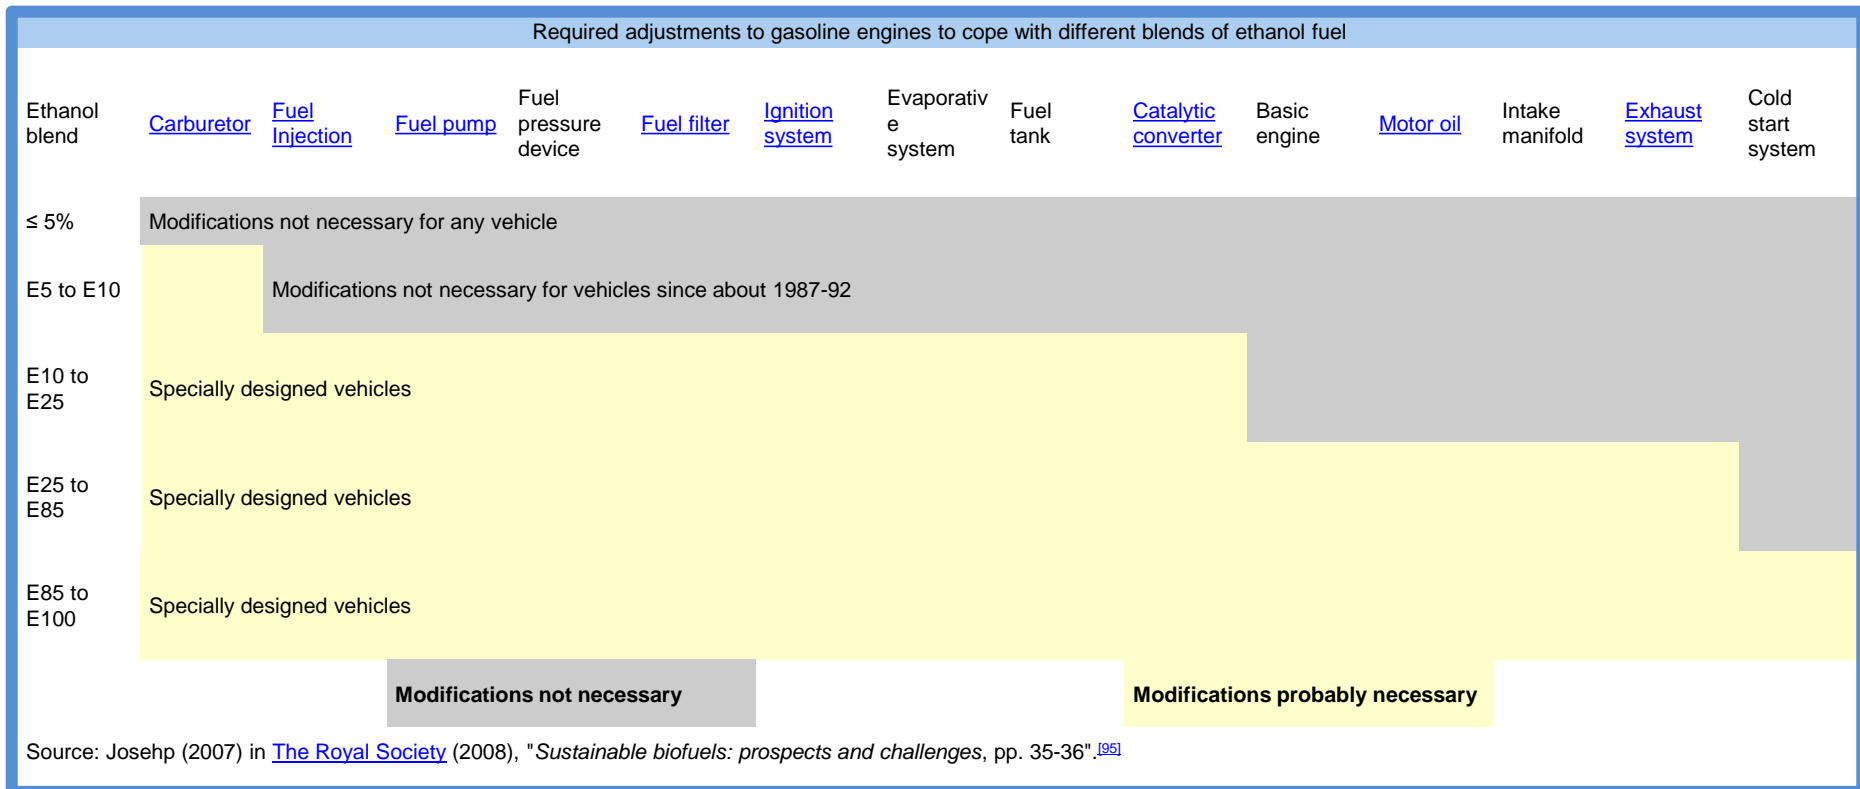 Required adjustments to gasoline engines to cope with different blends of ethanol fuel
Ethanol
blend
Carburetor
Fuel
Injection
Fuel pump
Fuel
pressure
device
Fuel filter
Ignition
system
Evaporativ
e
system
Fuel
tank
Catalytic
converter
Basic
engine
Motor oil
Intake
manifold
Exhaust
system
Cold
start
system
≤ 5%
Modifications not necessary for any vehicle
E5 to E10
Modifications not necessary for vehicles since about 1987-92
E10 to
E25
Specially designed vehicles
E25 to
E85
Specially designed vehicles
E85 to
E100
Specially designed vehicles
Modifications not necessary
Modifications probably necessary
Source: Josehp (2007) in The Royal Society (2008), "Sustainable biofuels: prospects and challenges, pp. 35-36".[95]